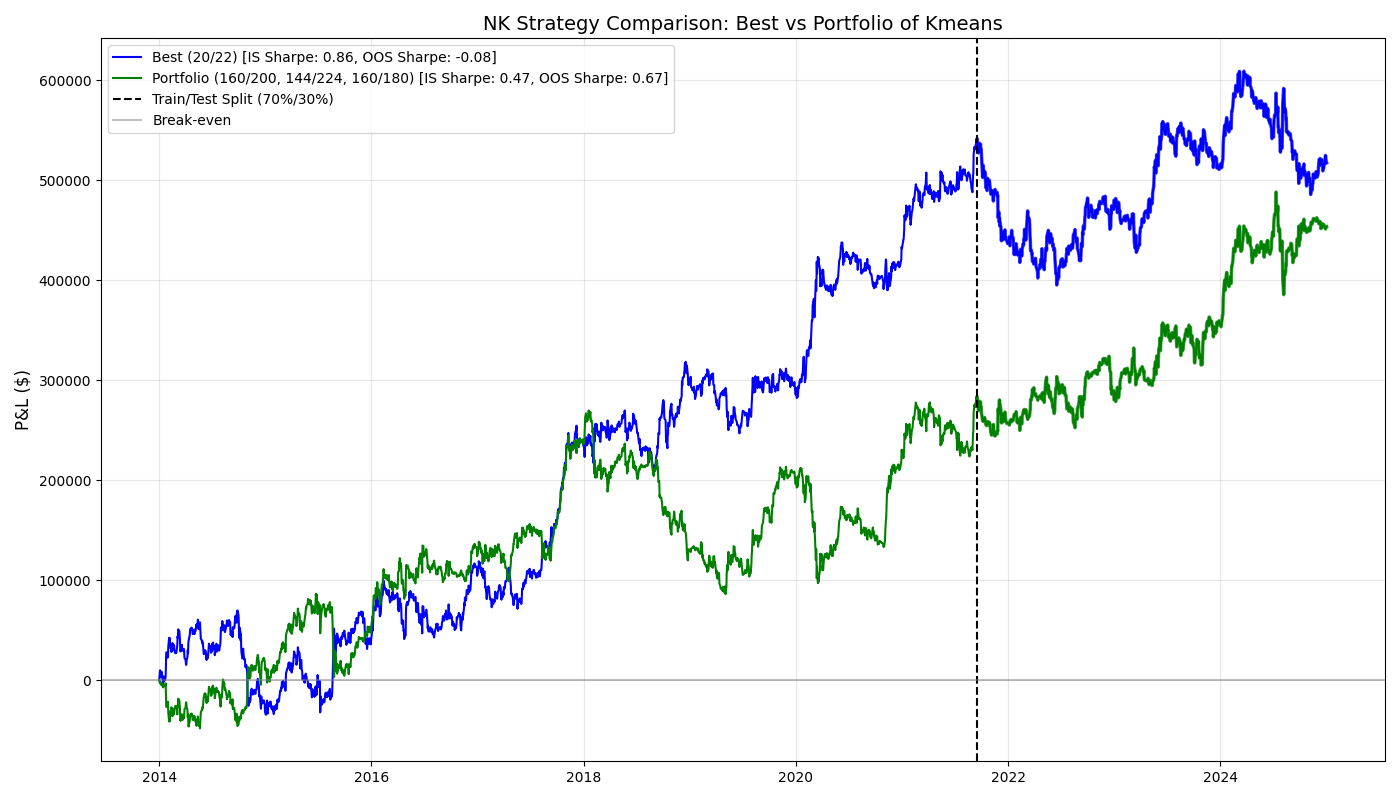 NK Strategy Comparison: Best vs Portfolio of Kmeans
Best (20/22) [IS Sharpe: 0.86, OOS Sharpe: -0.08]
Portfolio (160/200, 144/224, 160/180) [IS Sharpe: 0.47, OOS Sharpe: 0.67]
Train/Test Split (70%/30%)
Break-even
P&L ($)
600000
500000
400000
300000
200000
100000
0
2014
2016
2018
2020
2022
2024